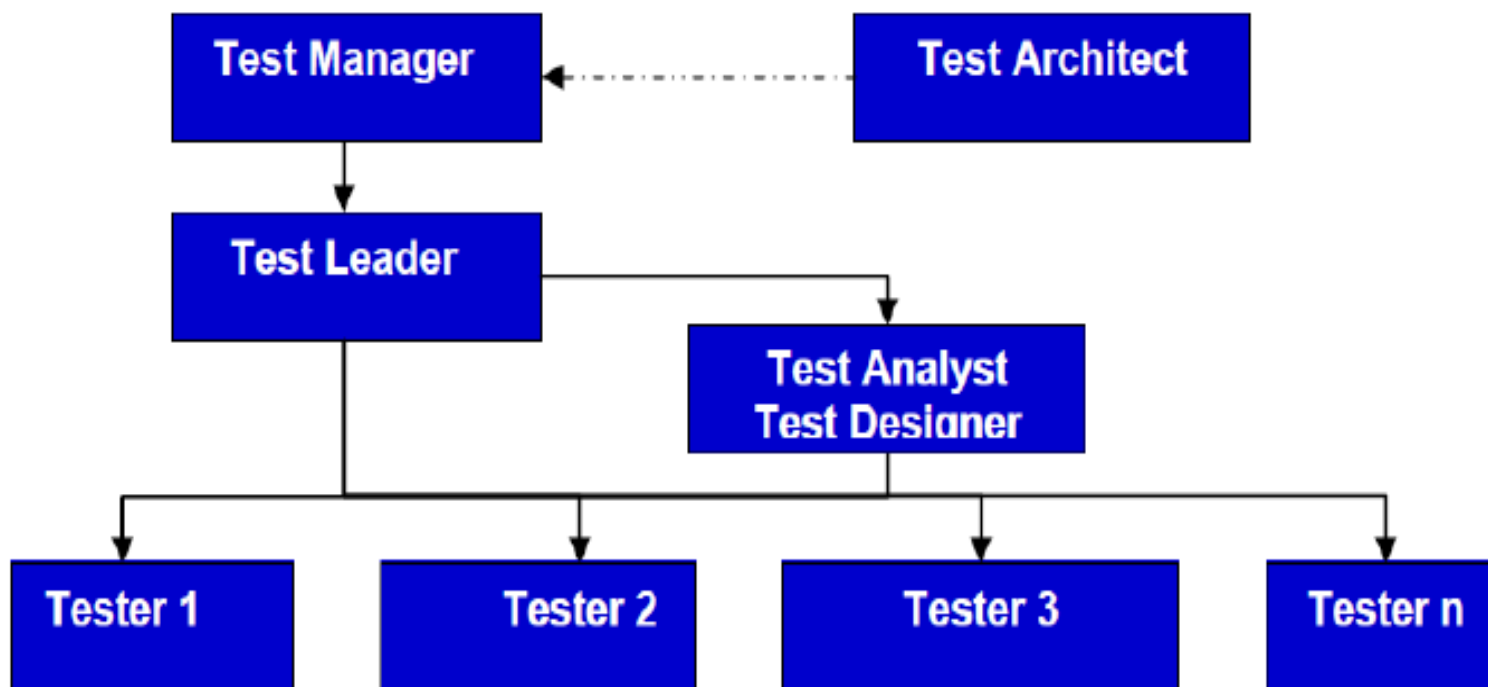 Test Manager
Test Architect
Test Leader
Test Analyst
Test Designer
Tester 1
Tester 2
Tester 3
Tester n